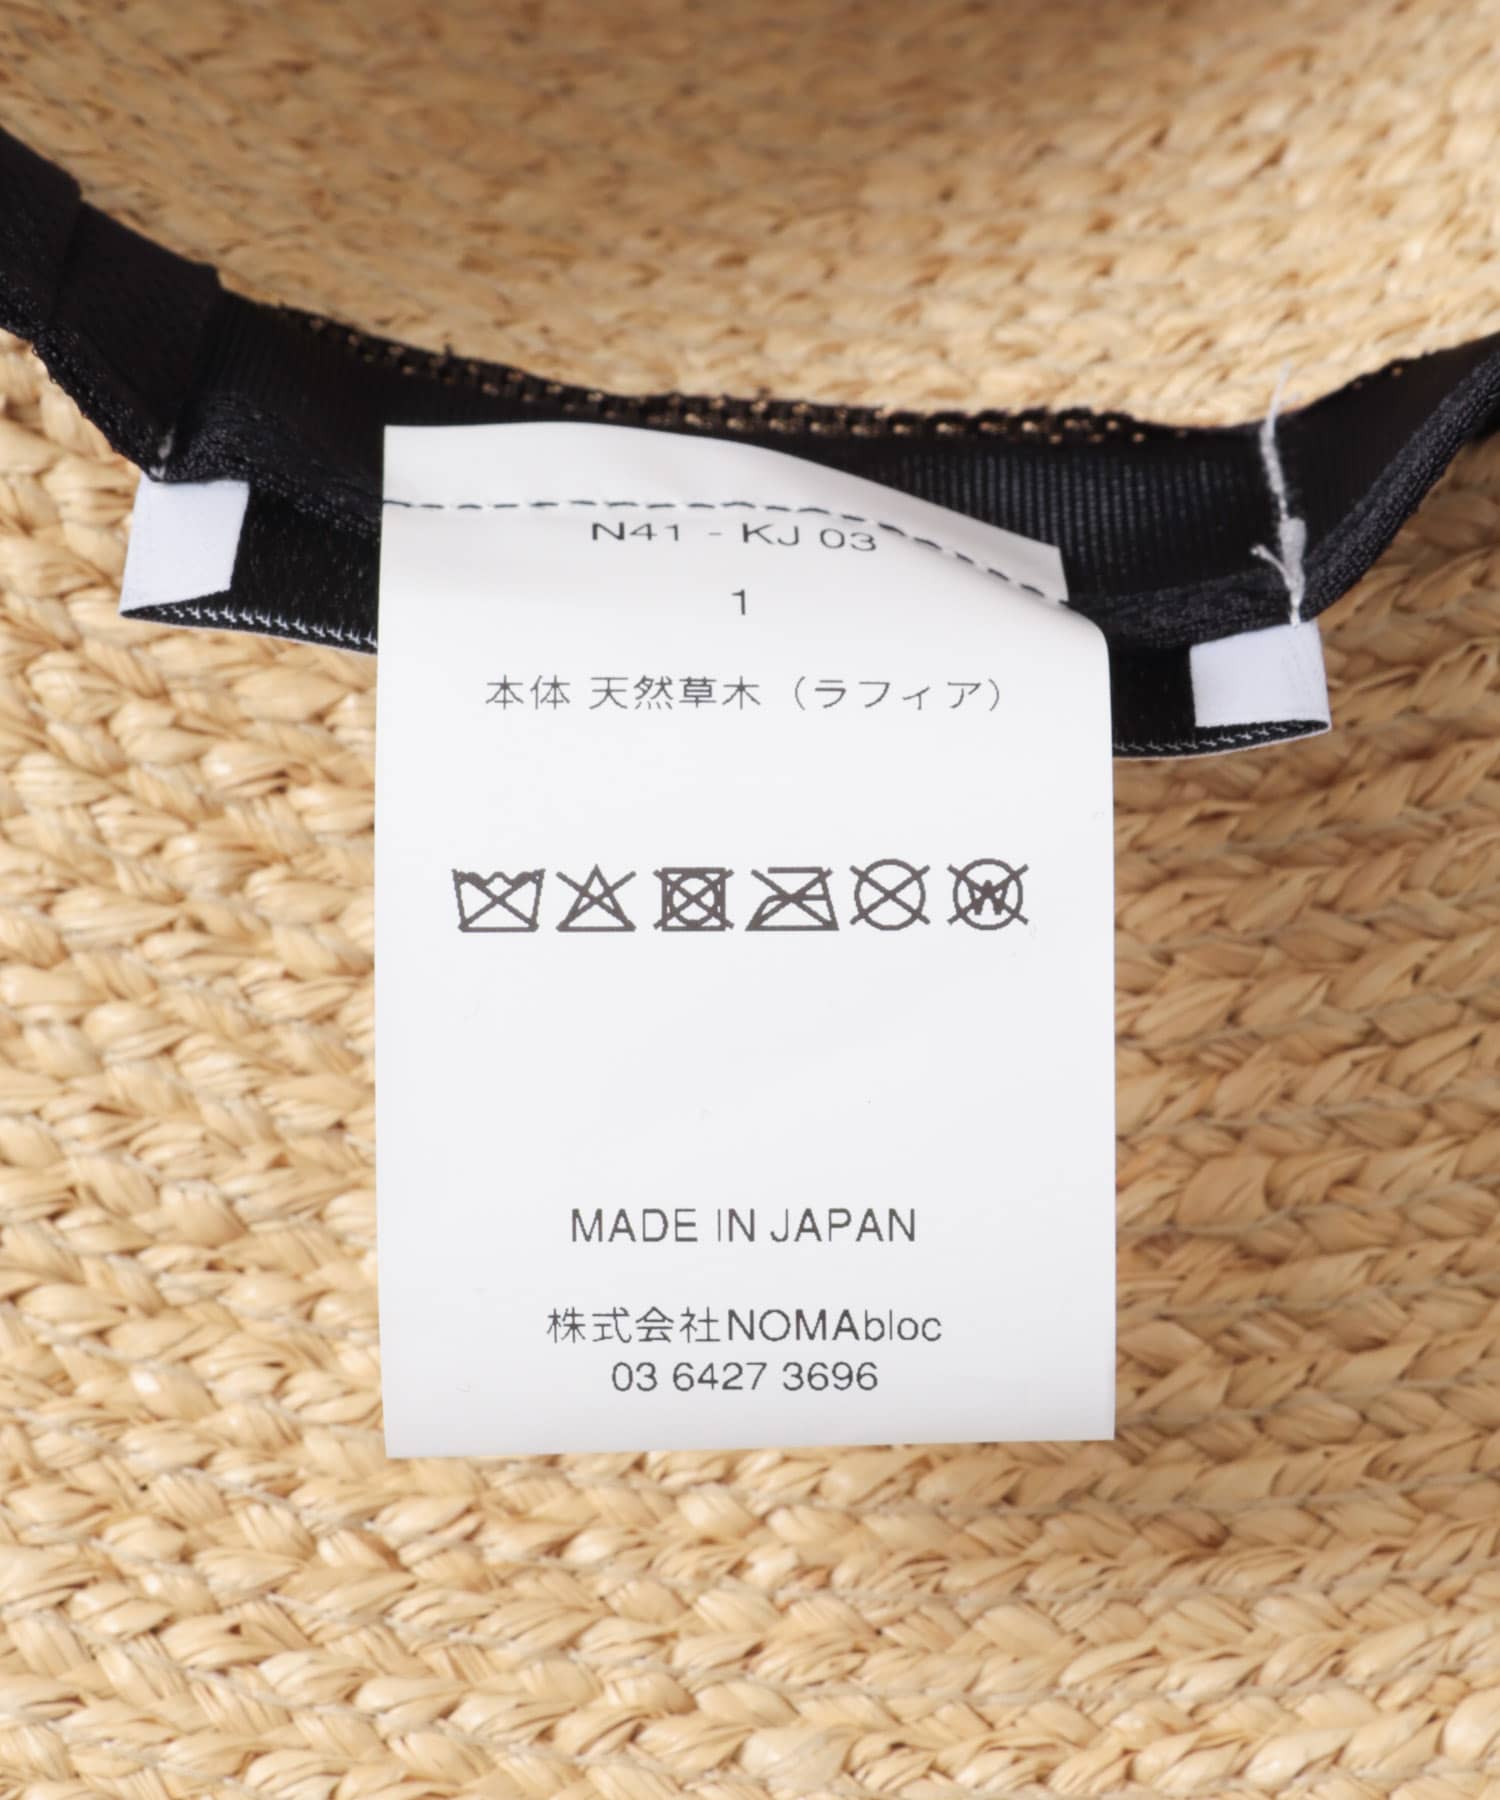 N41 - KJ 03
1
本体 天然草木（ラフィア）
W
MADE IN JAPAN
株式会社NOMAbloc
03 6427 3696